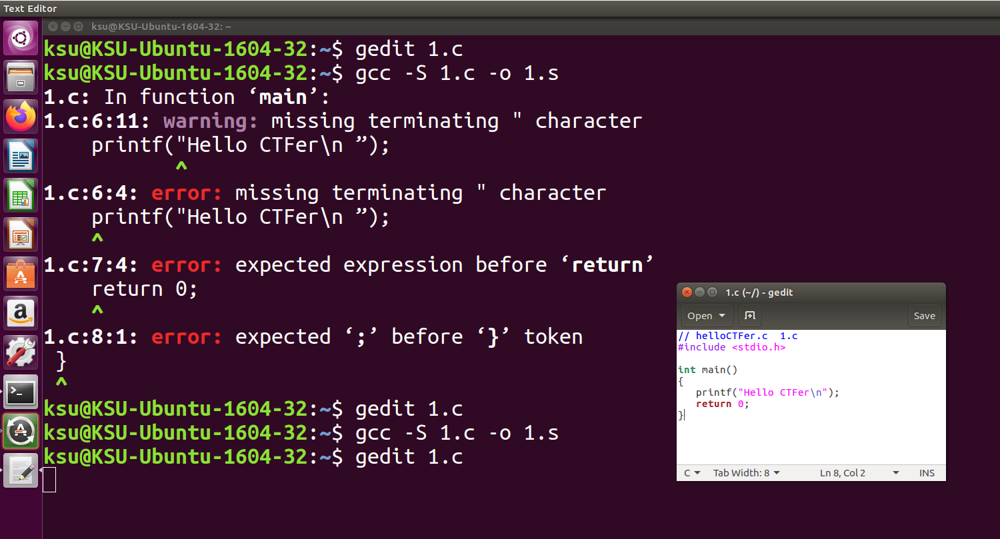 Text Editor
ksu@KSU-Ubuntu-1604-32: ~
ksu@KSU-Ubuntu-1604-32:~$ gedit 1.c
ksu@KSU-Ubuntu-1604-32:~$ gcc -S 1.c -o 1.s
1.c: In function ‘main’:
1.c:6:11: warning: missing terminating " character
printf("Hello CTFer\n ”);
^
1.c:6:4: error: missing terminating " character
printf("Hello CTFer\n ”);
^
1.c:7:4: error: expected expression before ‘return’
return 0;
^
1.c:8:1: error: expected ‘;’ before ‘}’ token
}
^
ksu@KSU-Ubuntu-1604-32:~$ gedit 1.c
ksu@KSU-Ubuntu-1604-32:~$ gcc -S 1.c -o 1.s
ksu@KSU-Ubuntu-1604-32:~$ gedit 1.c
1.c (~/) - gedit
Open Save
// helloCTFer.c  1.c
#include <stdio.h>
int main()
{
printf("Hello CTFer\n");
return 0;
}
C Tab Width: 8 Ln 8, Col 2 INS